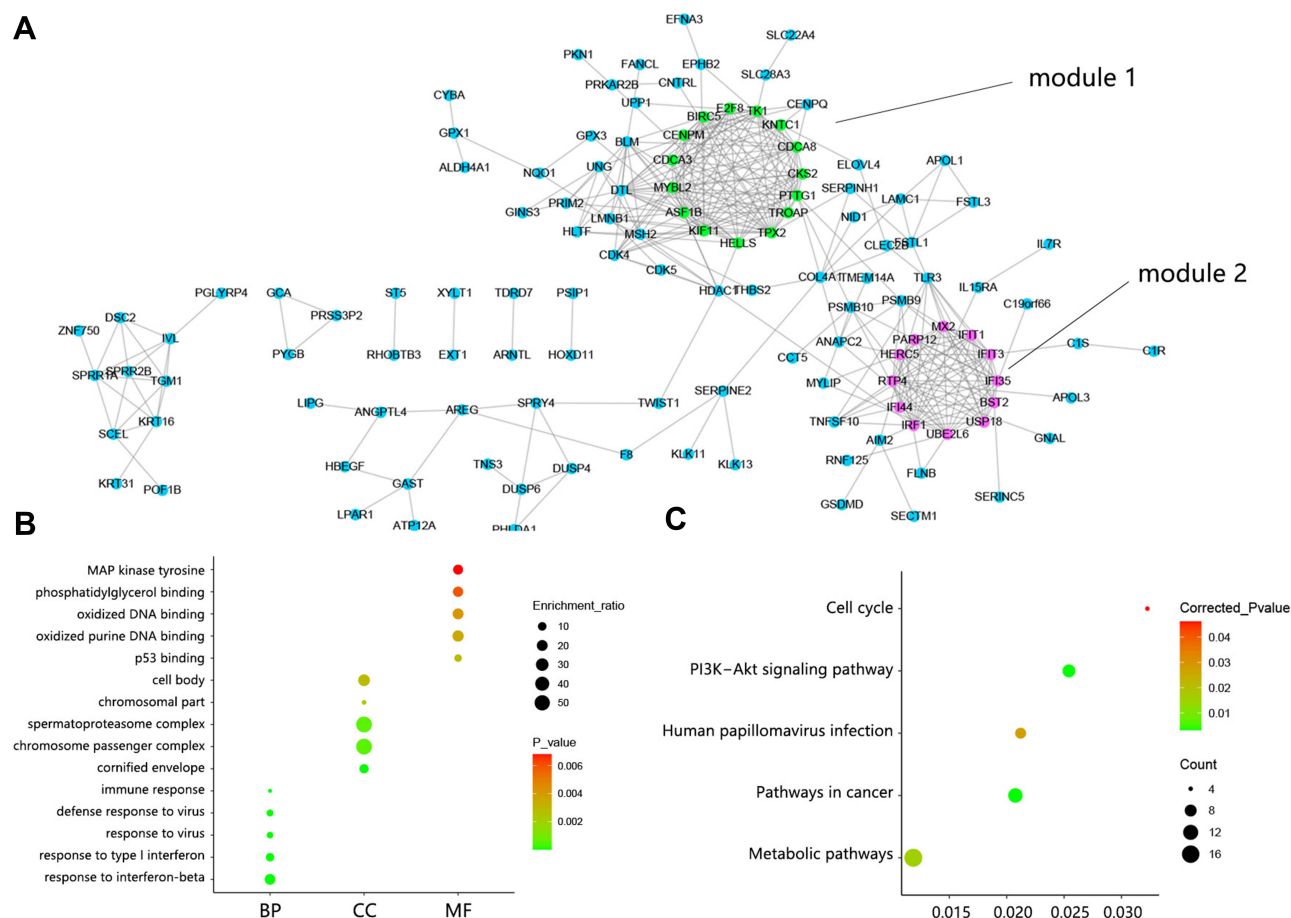 A
EFNA3
SLC22A4
PKN1
FANCL
EPHB2
SLC28A3
module 1
PRKAR2B
CNTRL
CYBA
UPP1
E2F8
TK1
CENPQ
BIRC5
KNTC1
GPX1
GPX3
BLM
CENPM
CDCA8
ALDH4A1
NQO1
UNG
CDCA3
CKS2
ELOVL4
APOL1
DTL
MYBL2
PTTG1
SERPINH1
LAMC1
FSTL3
GINS3
PRIM2
LMNB1
ASF1B
TROAP
NID1
HLTF
MSH2
KIF11
TPX2
HELLS
CLEC2B
FSTL1
IL7R
CDK4
CDK5
COL4A1
TMEM14A
TLR3
module 2
PGLYRP4
GCA
ST5
XYLT1
TDRD7
PSIP1
HDAC1
THBS2
IL15RA
PSMB9
C19orf66
PSMB10
DSC2
PRSS3P2
ZNF750
IVL
MX2
IFIT1
PARP12
ANAPC2
HERC5
IFIT3
C1S
C1R
PYGB
RHOBTB3
EXT1
ARNTL
HOXD11
CCT5
SPRR1A
SPRR2B
TGM1
MYLIP
RTP4
IFI35
SERPINE2
APOL3
LIPG
ANGPTL4
AREG
SPRY4
TWIST1
IFI44
BST2
KRT16
SCEL
TNFSF10
IRF1
USP18
UBE2L6
AIM2
GNAL
HBEGF
TNS3
DUSP4
F8
KLK11
KLK13
RNF125
FLNB
KRT31
POF1B
GAST
DUSP6
LPAR1
ATP12A
PHLDA1
GSDMD
SECTM1
SERINC5
B
MAP kinase tyrosine
phosphatidylglycerol binding
oxidized DNA binding
oxidized purine DNA binding
p53 binding
cell body
chromosomal part
spermatoproteasome complex
chromosome passenger complex
cornified envelope
immune response
defense response to virus
response to virus
response to type I interferon
response to interferon-beta
BP CC MF
Enrichment_ratio
10
20
30
40
50
P_value
0.006
0.004
0.002
C
Cell cycle
PI3K−Akt signaling pathway
Human papillomavirus infection
Pathways in cancer
Metabolic pathways
0.015 0.020 0.025 0.030
Corrected_Pvalue
0.04
0.03
0.02
0.01
Count
4
8
12
16